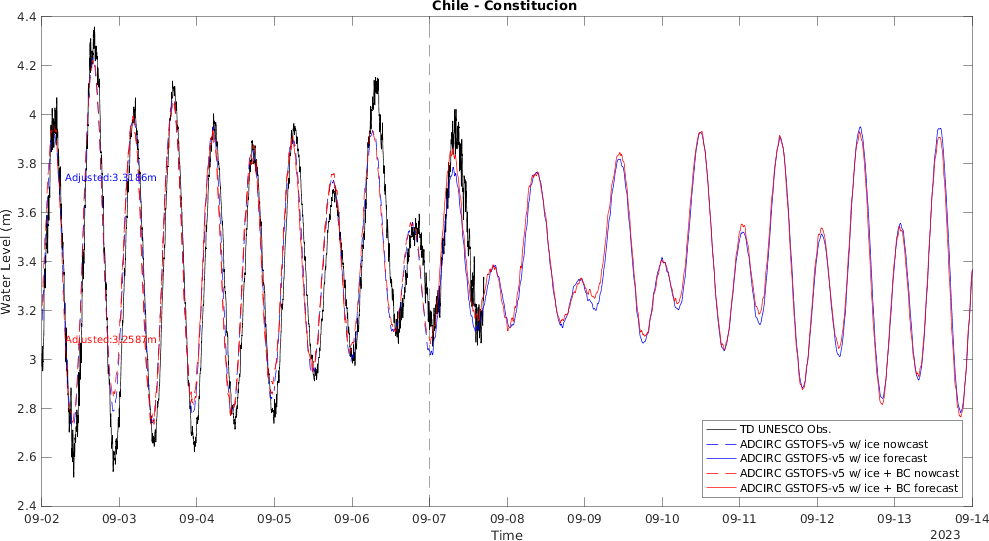 Chile - Constitucion
4.4
4.2
4
3.8
3.6
3.4
3.2
3
2.8
2.6
2.4
Water Level (m)
Adjusted:3.3186m
Adjusted:3.2587m
TD UNESCO Obs.
ADCIRC GSTOFS-v5 w/ ice nowcast
ADCIRC GSTOFS-v5 w/ ice forecast
ADCIRC GSTOFS-v5 w/ ice + BC nowcast
ADCIRC GSTOFS-v5 w/ ice + BC forecast
09-02 09-03 09-04 09-05 09-06 09-07 09-08 09-09 09-10 09-11 09-12 09-13 09-14
Time
2023